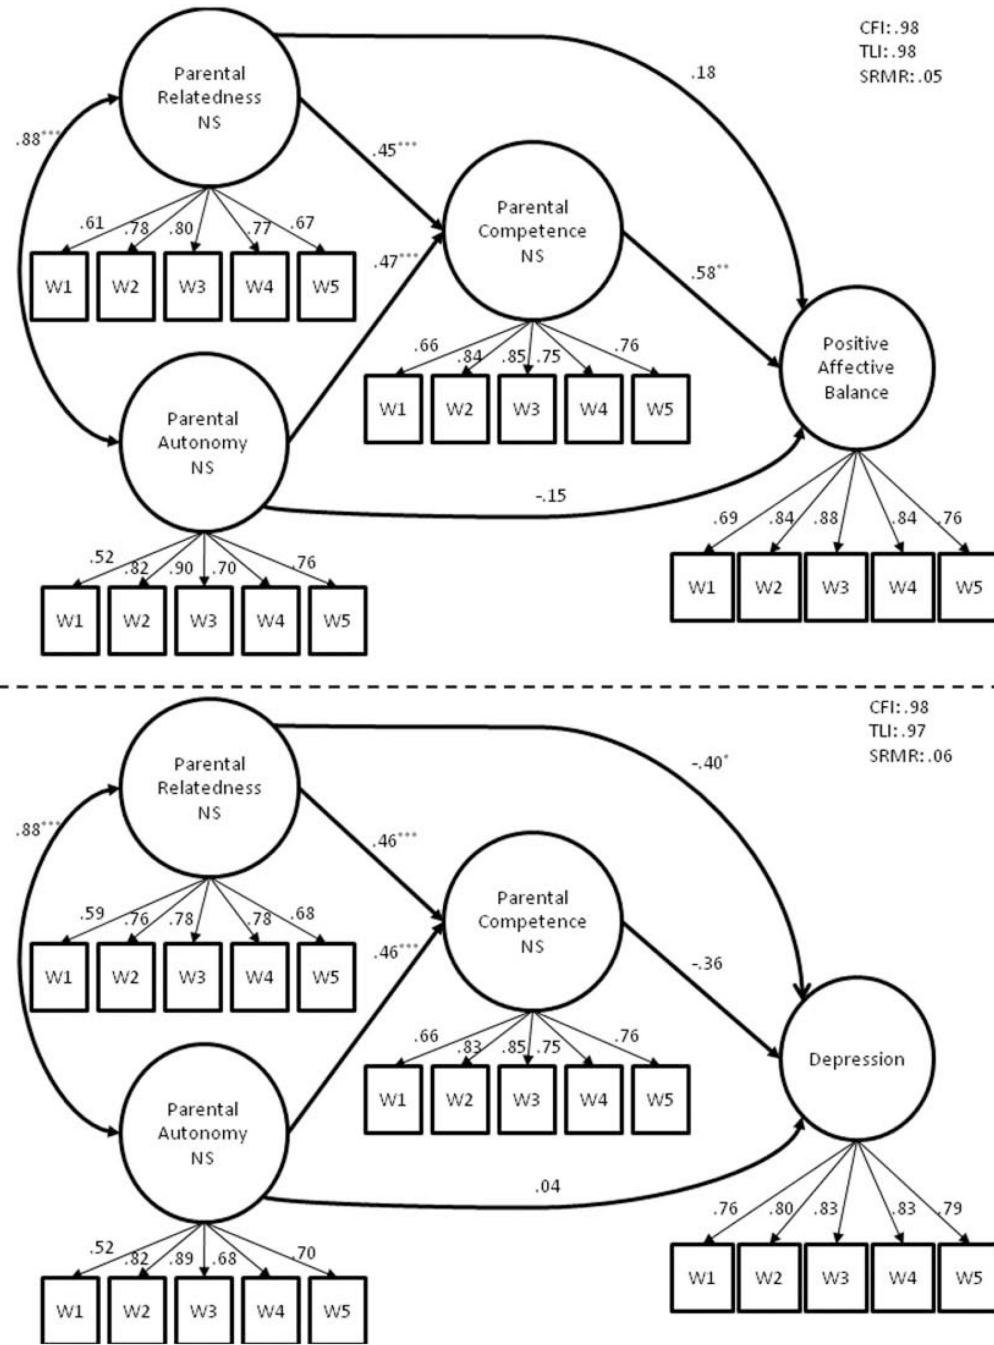 CFI: .98
TLI: .98
SRMR: .05
Parental
Relatedness
NS
.18
.88***
.45***
.61 .78 .80 .77 .67
W1 W2 W3 W4 W5
Parental
Competence
NS
.47***
.58**
.66 .84 .85 .75 .76
W1 W2 W3 W4 W5
Positive
Affective
Balance
Parental
Autonomy
NS
-.15
.52 .82 .90 .70 .76
W1 W2 W3 W4 W5
.69 .84 .88 .84 .76
W1 W2 W3 W4 W5
CFI: .98
TLI: .97
SRMR: .06
Parental
Relatedness
NS
-.40*
.88***
.46***
.59 .76 .78 .78 .68
W1 W2 W3 W4 W5
Parental
Competence
NS
.46***
-.36
.66 .83 .85 .75 .76
W1 W2 W3 W4 W5
Depression
Parental
Autonomy
NS
.04
.52 .82 .89 .68 .70
W1 W2 W3 W4 W5
.76 .80 .83 .83 .79
W1 W2 W3 W4 W5